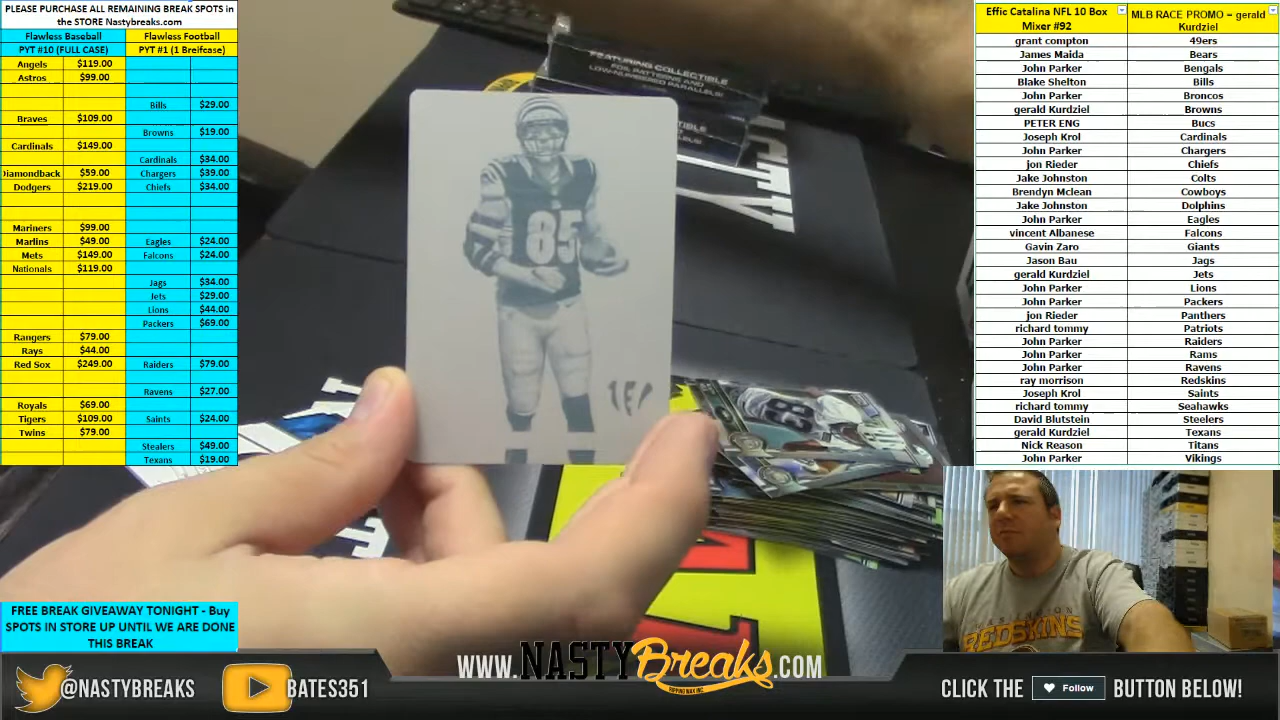 PLEASE PURCHASE ALL REMAINING BREAK SPOTS in
the STORE Nastybreaks.com
Flawless Baseball Flawless Football
PYT #10 (FULL CASE) PYT #1 (1 Breifcase)
Angels $119.00
Astros $99.00
Bills $29.00
Braves $109.00
Browns $19.00
Cardinals $149.00
Cardinals $34.00
Diamondback $59.00 Chargers $39.00
Dodgers $219.00 Chiefs $34.00
Mariners $99.00
Marlins $49.00 Eagles $24.00
Mets $149.00 Falcons $24.00
Nationals $119.00
Jags $34.00
Jets $29.00
Lions $44.00
Packers $69.00
Rangers $79.00
Rays $44.00
Red Sox $249.00 Raiders $79.00
Ravens $27.00
Royals $69.00
Tigers $109.00 Saints $24.00
Twins $79.00
Stealers $49.00
Texans $19.00
FREE BREAK GIVEAWAY TONIGHT - Buy
SPOTS IN STORE UP UNTIL WE ARE DONE
THIS BREAK
FEATURING COLLECTIBLE
FOIL PATTERNS AND
LOW-NUMBERED PARALLELS!
85
Effic Catalina NFL 10 Box
Mixer #92
MLB RACE PROMO = gerald
Kurdziel
grant compton 49ers
James Maida Bears
John Parker Bengals
Blake Shelton Bills
John Parker Broncos
gerald Kurdziel Browns
PETER ENG Bucs
Joseph Krol Cardinals
John Parker Chargers
jon Rieder Chiefs
Jake Johnston Colts
Brendyn Mclean Cowboys
Jake Johnston Dolphins
John Parker Eagles
vincent Albanese Falcons
Gavin Zaro Giants
Jason Bau Jags
gerald Kurdziel Jets
John Parker Lions
John Parker Packers
jon Rieder Panthers
richard tommy Patriots
John Parker Raiders
John Parker Rams
John Parker Ravens
ray morrison Redskins
Joseph Krol Saints
richard tommy Seahawks
David Blutstein Steelers
gerald Kurdziel Texans
Nick Reason Titans
John Parker Vikings
REDSKINS
@NASTYBREAKS
BATES351
WWW.NASTYBreaks.COM
CLICK THE Follow BUTTON BELOW!